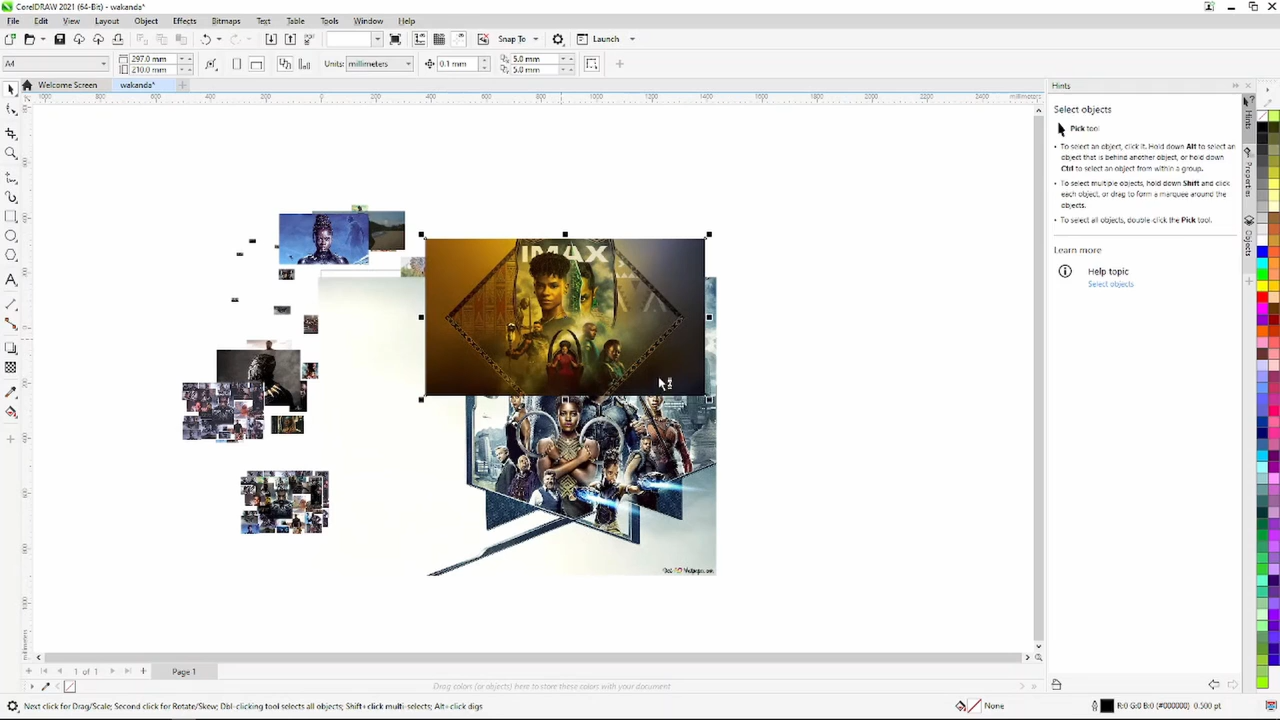 CorelDRAW 2021 (64-Bit) - wakanda*
File Edit View Layout Object Effects Bitmaps Text Table Tools Window Help
Snap To Launch
A4 297.0 mm 210.0 mm Units: millimeters 0.1 mm 5.0 mm 5.0 mm
Welcome Screen wakanda*
Hints
Select objects
Pick tool
• To select an object, click it. Hold down Alt to select an
object that is behind another object, or hold down
Ctrl to select an object from within a group.
• To select multiple objects, hold down Shift and click
each object, or drag to form a marquee around the
objects.
• To select all objects, double-click the Pick tool.
Learn more
Help topic
Select objects
Hints
Properties
Objects
millimeters
IMAX
1 of 1 Page 1
Drag colors (or objects) here to store these colors with your document
Next click for Drag/Scale; Second click for Rotate/Skew; Dbl-clicking tool selects all objects; Shift+click multi-selects; Alt+click digs
None R:0 G:0 B:0 (#000000) 0.500 pt